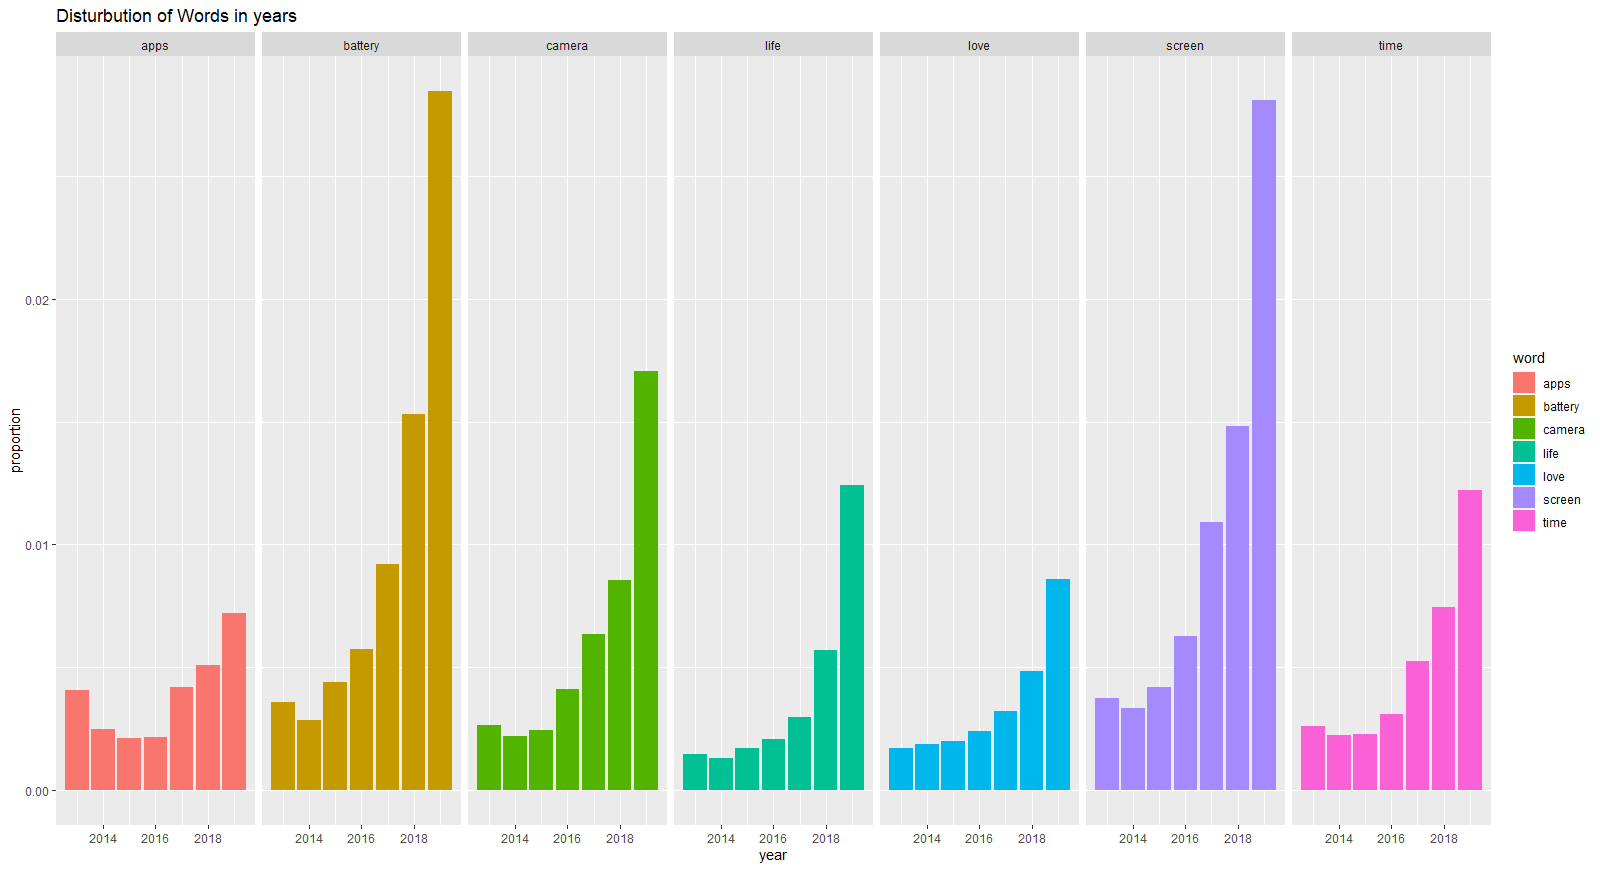 Disturbution of Words in years
apps battery camera life love screen time
0.02
0.01
0.00
proportion
2014 2016 2018 2014 2016 2018 2014 2016 2018 2014 2016 2018 2014 2016 2018 2014 2016 2018 2014 2016 2018
year
word
apps
battery
camera
life
love
screen
time